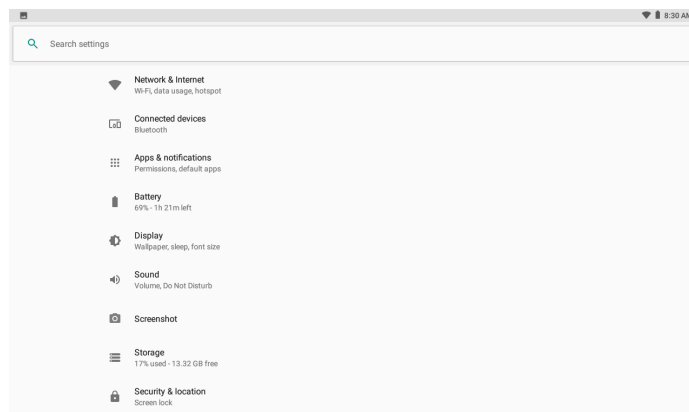 8:30 AM
Search settings
Network & Internet
Wi-Fi, data usage, hotspot
Connected devices
Bluetooth
Apps & notifications
Permissions, default apps
Battery
69% - 1h 21m left
Display
Wallpaper, sleep, font size
Sound
Volume, Do Not Disturb
Screenshot
Storage
17% used - 13.32 GB free
Security & location
Screen lock